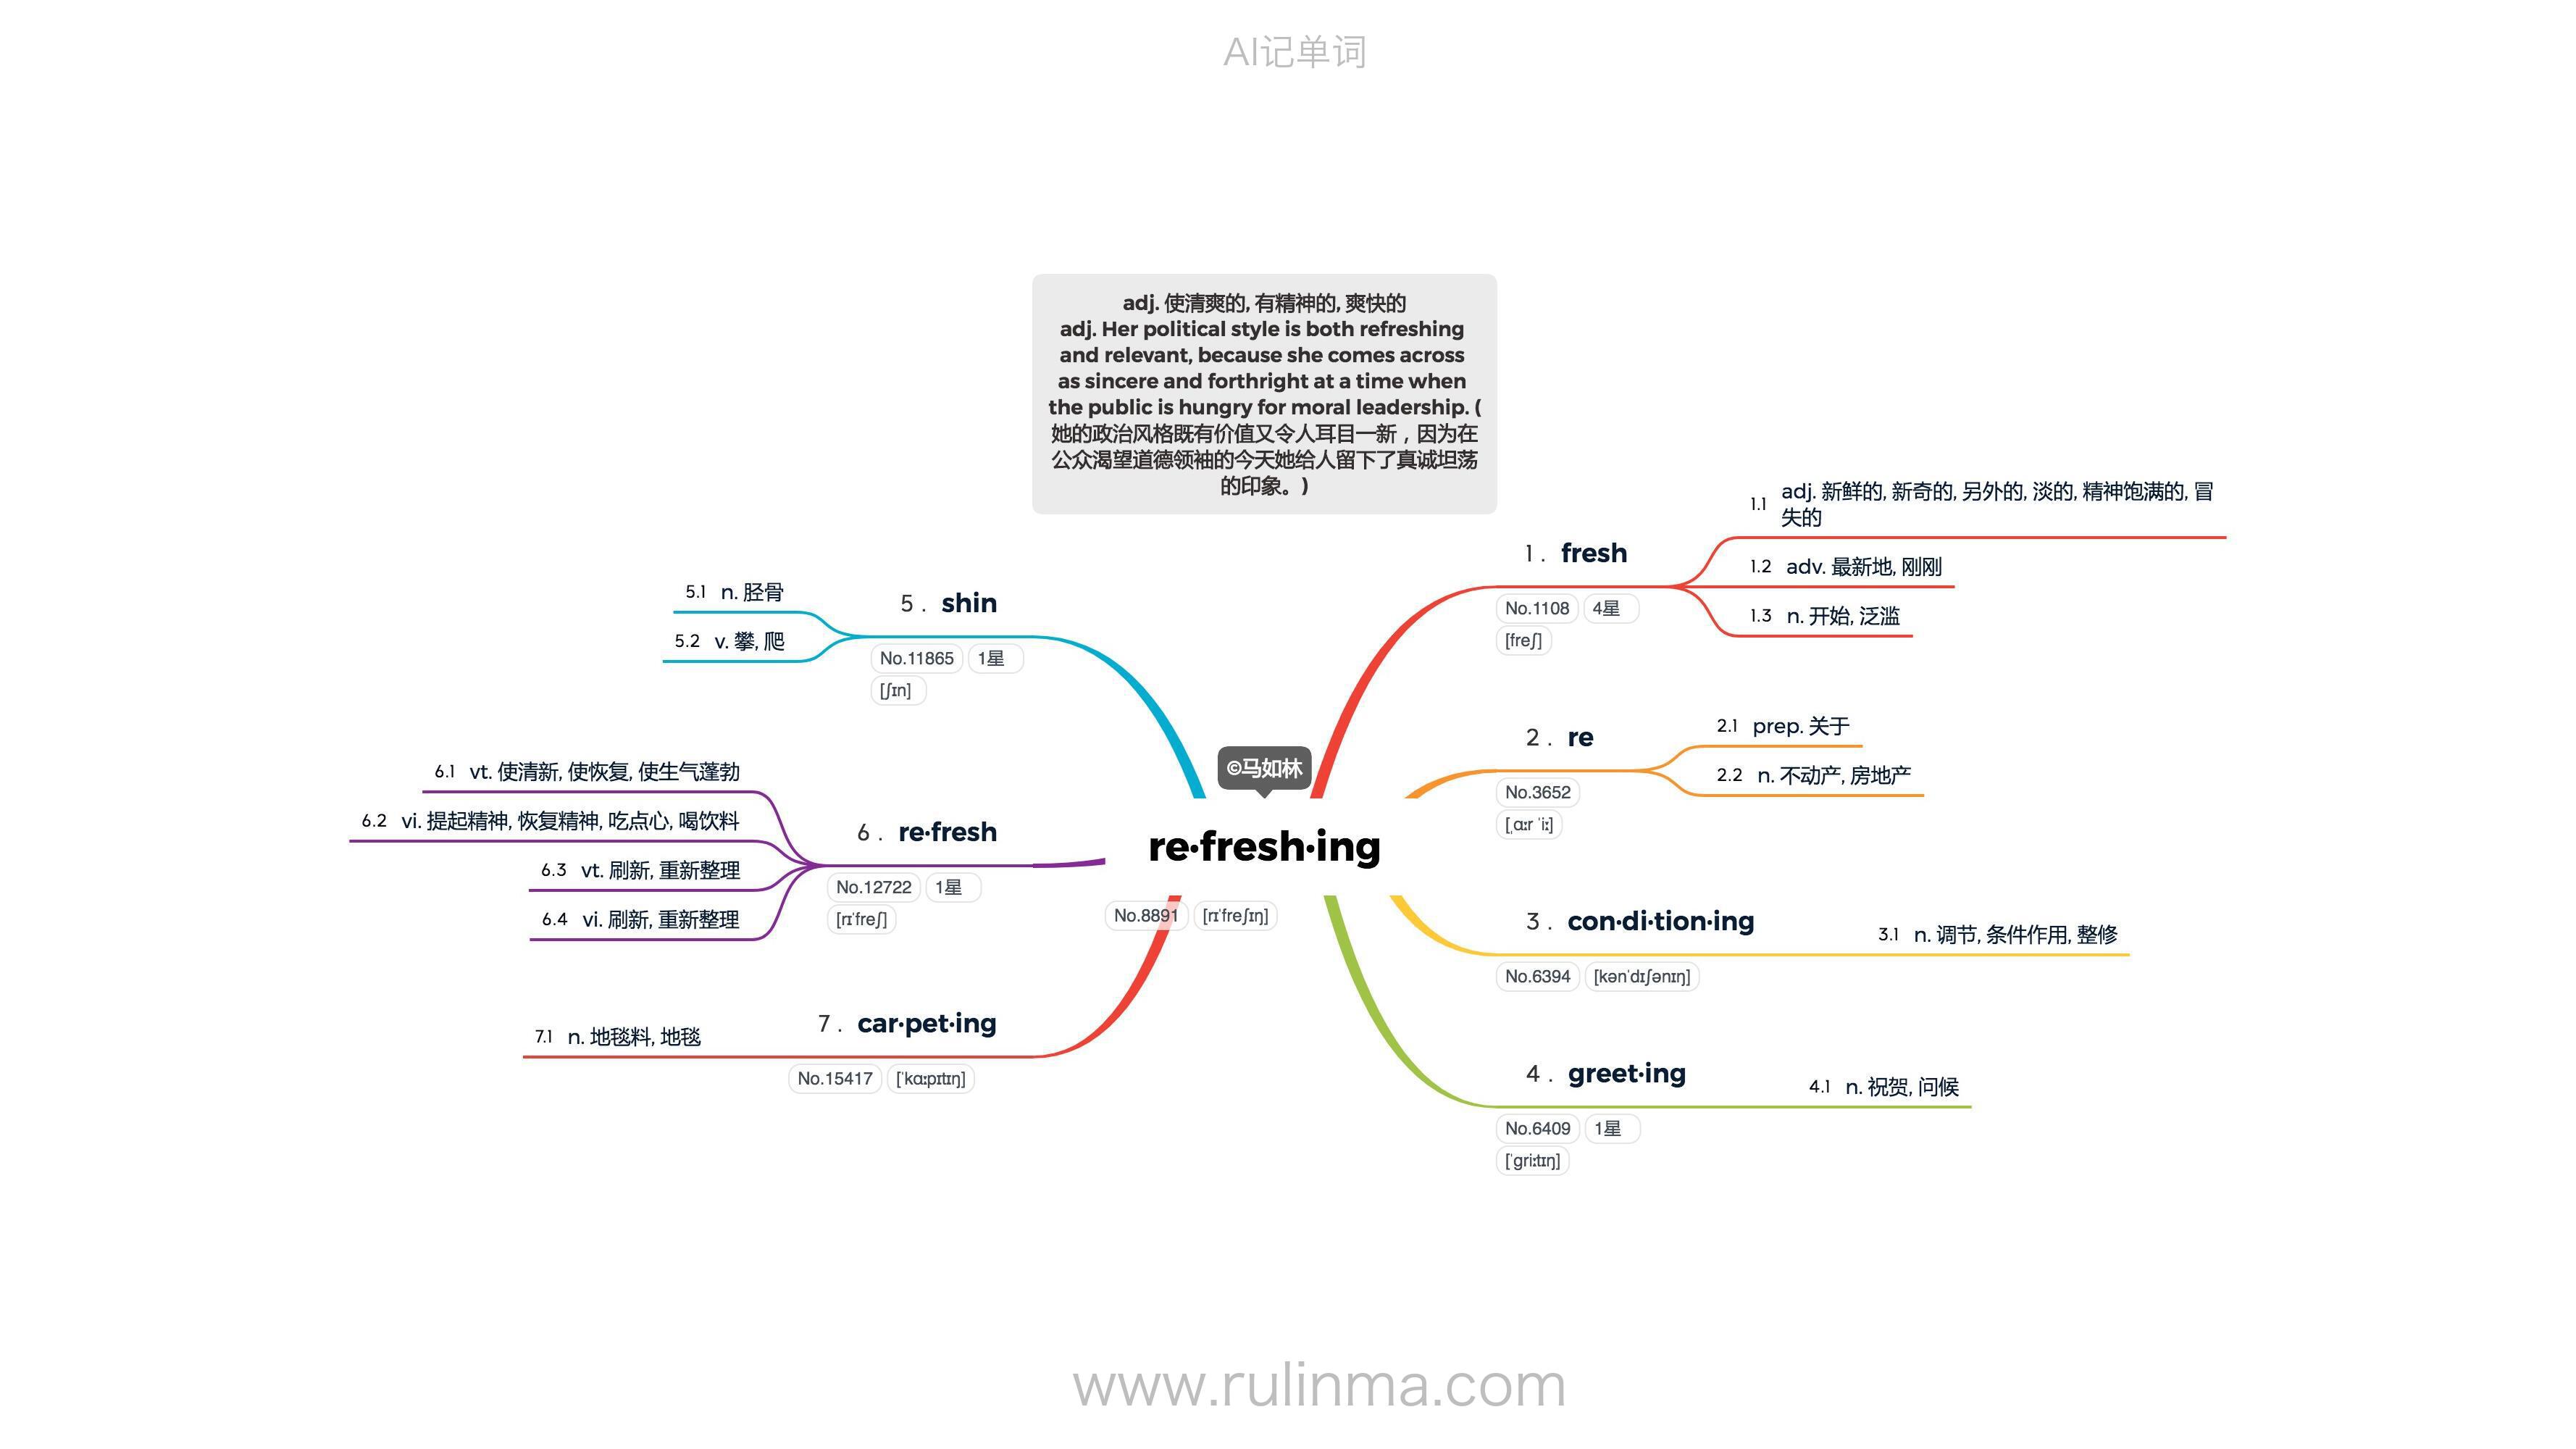 AI记单词
adj. 使清爽的, 有精神的, 爽快的
adj. Her political style is both refreshing
and relevant, because she comes across
as sincere and forthright at a time when
the public is hungry for moral leadership. (
她的政治风格既有价值又令人耳目一新，因为在
公众渴望道德领袖的今天她给人留下了真诚坦荡
的印象。)
©马如林
re·fresh·ing
No.8891 [rɪˈfreʃɪŋ]
1. fresh
No.1108 4星
[freʃ]
1.1 adj. 新鲜的, 新奇的, 另外的, 淡的, 精神饱满的, 冒
失的
1.2 adv. 最新地, 刚刚
1.3 n. 开始, 泛滥
2. re
No.3652
[ˌɑːr ˈiː]
2.1 prep. 关于
2.2 n. 不动产, 房地产
3. con·di·tion·ing
No.6394 [kənˈdɪʃənɪŋ]
3.1 n. 调节, 条件作用, 整修
4. greet·ing
No.6409 1星
[ˈɡriːtɪŋ]
4.1 n. 祝贺, 问候
5. shin
No.11865 1星
[ʃɪn]
5.1 n. 胫骨
5.2 v. 攀, 爬
6. re·fresh
No.12722 1星
[rɪˈfreʃ]
6.1 vt. 使清新, 使恢复, 使生气蓬勃
6.2 vi. 提起精神, 恢复精神, 吃点心, 喝饮料
6.3 vt. 刷新, 重新整理
6.4 vi. 刷新, 重新整理
7. car·pet·ing
No.15417 [ˈkɑːpɪtɪŋ]
7.1 n. 地毯料, 地毯
www.rulinma.com